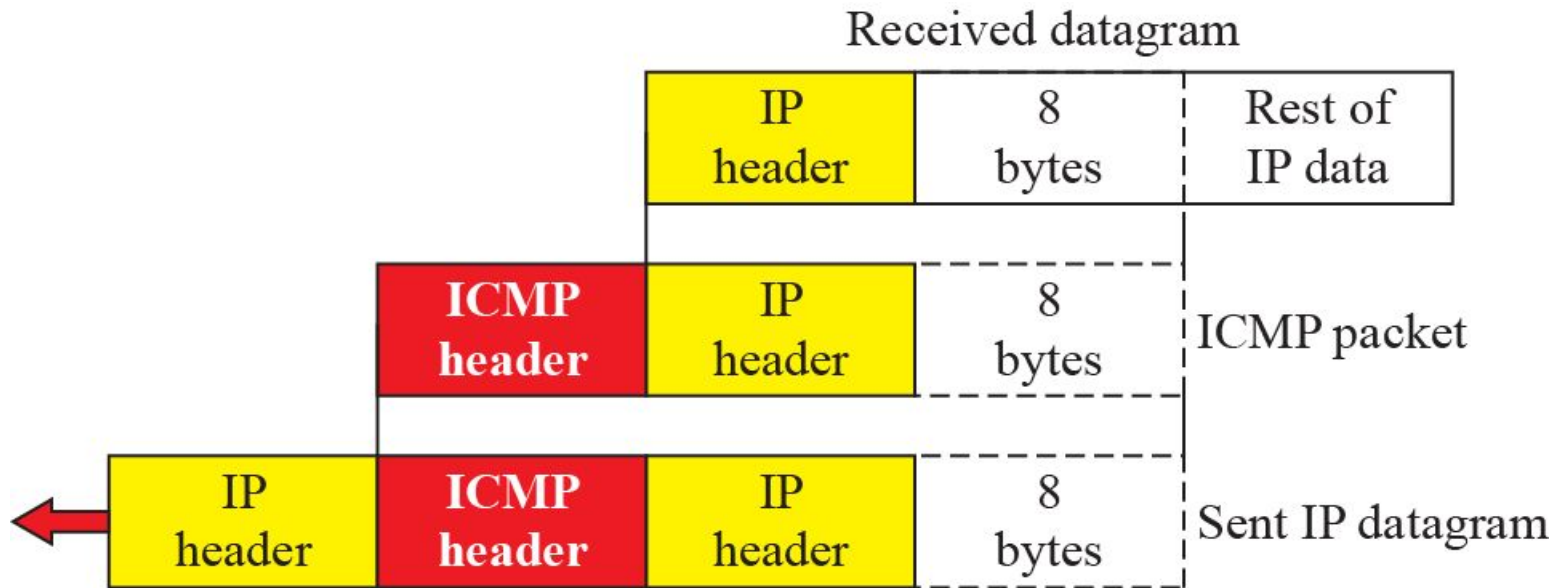 Received datagram
IP
header
8
bytes
Rest of
IP data
ICMP
header
IP
header
8
bytes
ICMP packet
IP
header
ICMP
header
IP
header
8
bytes
Sent IP datagram